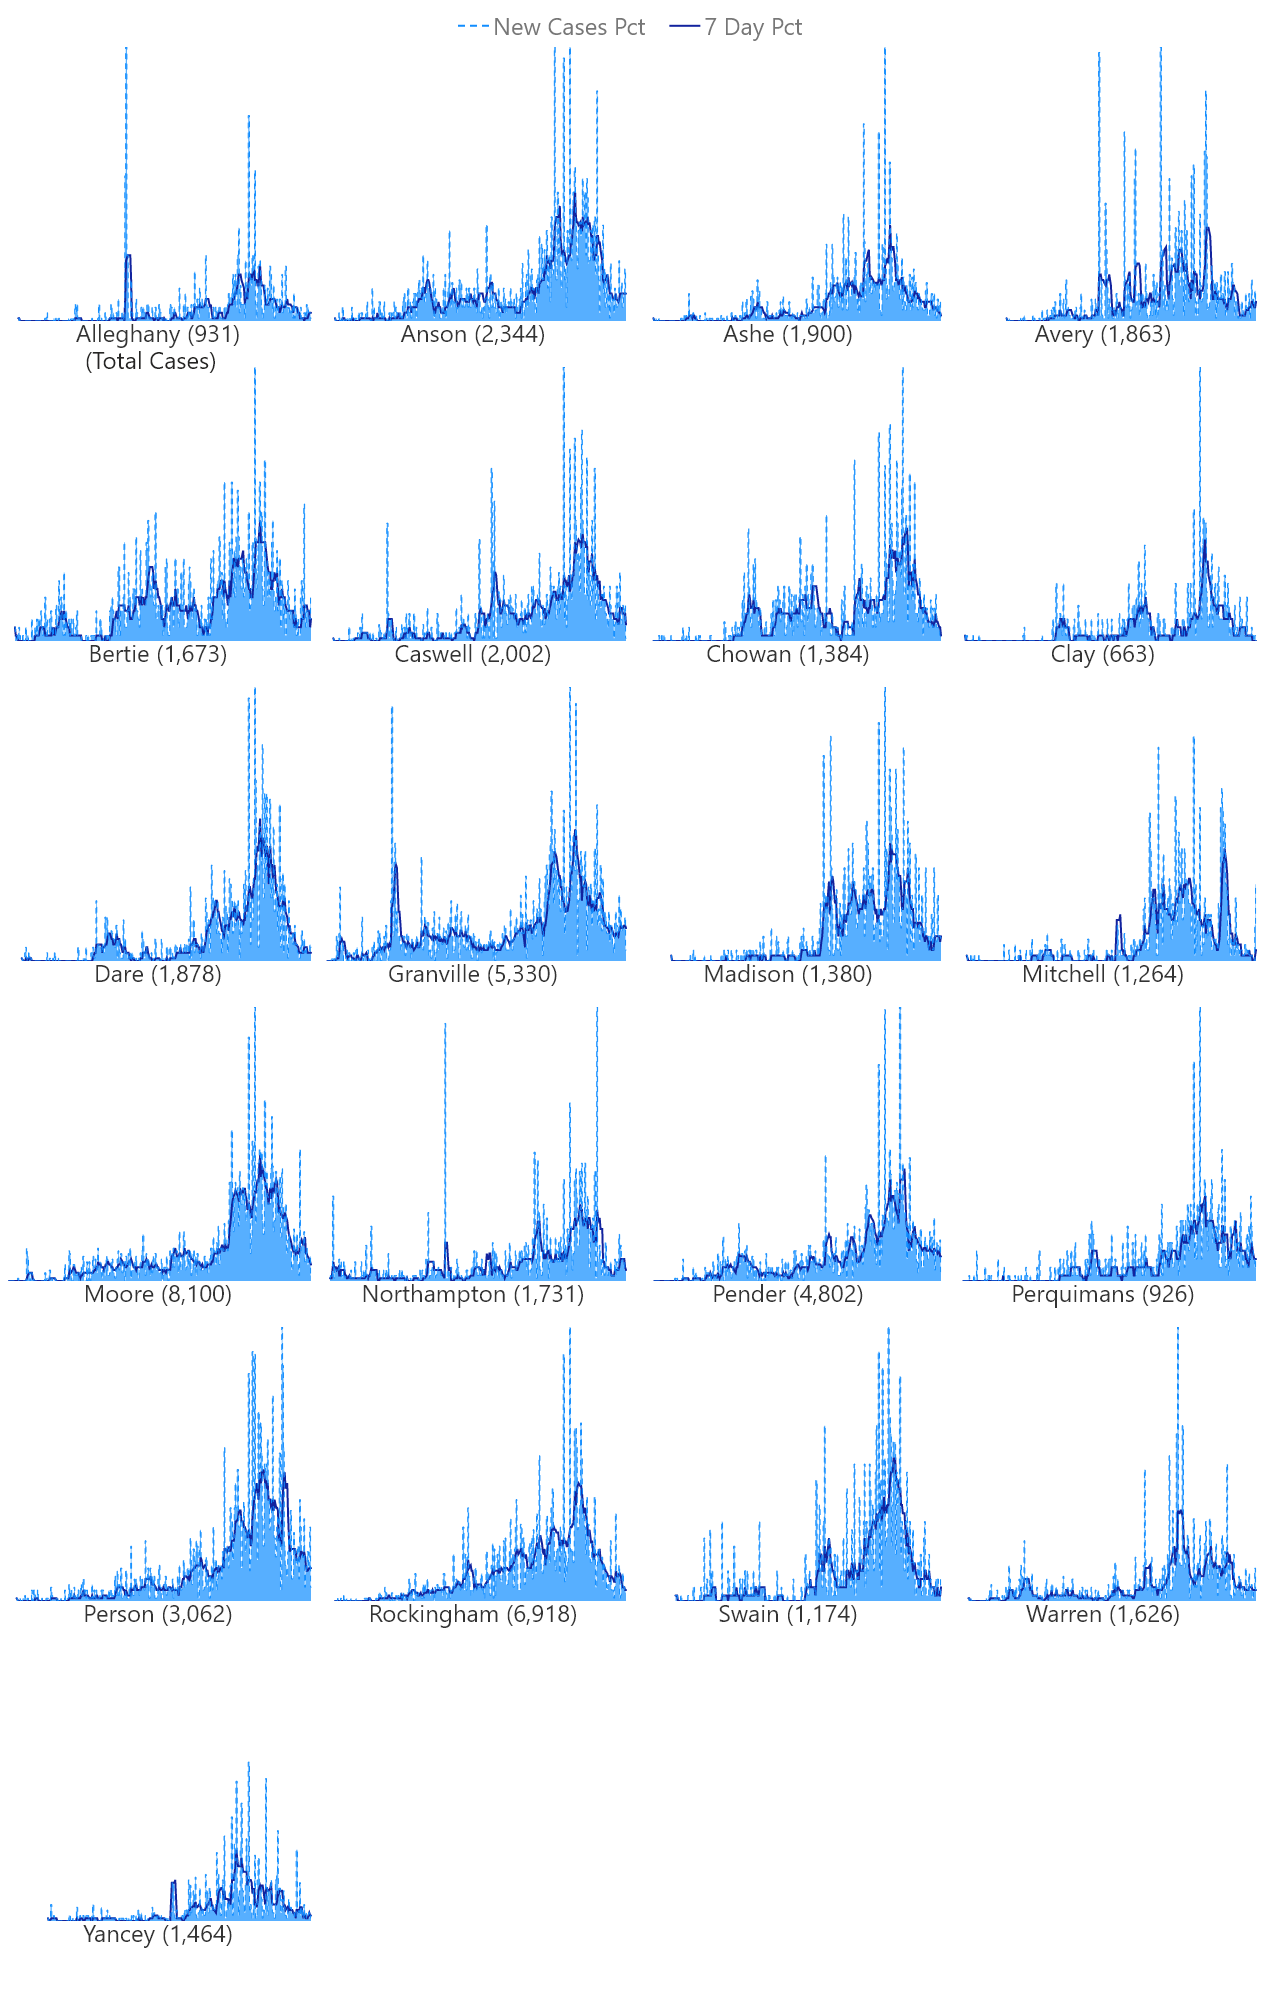 New Cases Pct 7 Day Pct
Alleghany (931) Anson (2,344) Ashe (1,900) Avery (1,863)
(Total Cases)
Bertie (1,673) Caswell (2,002) Chowan (1,384) Clay (663)
Dare (1,878) Granville (5,330) Madison (1,380) Mitchell (1,264)
Moore (8,100) Northampton (1,731) Pender (4,802) Perquimans (926)
Person (3,062) Rockingham (6,918) Swain (1,174) Warren (1,626)
Yancey (1,464)